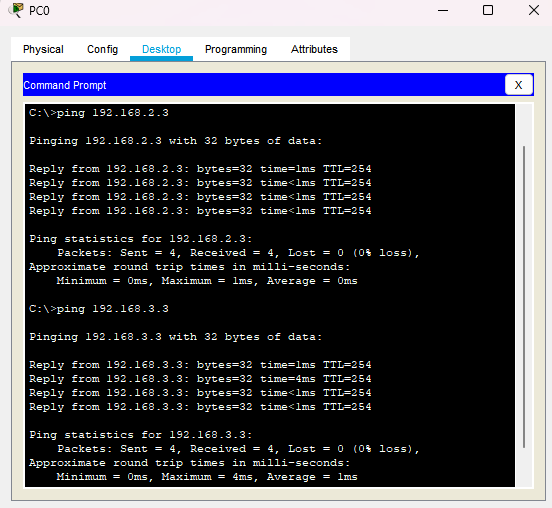 PC0
Physical Config Desktop Programming Attributes
Command Prompt X
C:\>ping 192.168.2.3
Pinging 192.168.2.3 with 32 bytes of data:
Reply from 192.168.2.3: bytes=32 time=1ms TTL=254
Reply from 192.168.2.3: bytes=32 time<1ms TTL=254
Reply from 192.168.2.3: bytes=32 time<1ms TTL=254
Reply from 192.168.2.3: bytes=32 time<1ms TTL=254
Ping statistics for 192.168.2.3:
Packets: Sent = 4, Received = 4, Lost = 0 (0% loss),
Approximate round trip times in milli-seconds:
Minimum = 0ms, Maximum = 1ms, Average = 0ms
C:\>ping 192.168.3.3
Pinging 192.168.3.3 with 32 bytes of data:
Reply from 192.168.3.3: bytes=32 time=1ms TTL=254
Reply from 192.168.3.3: bytes=32 time=4ms TTL=254
Reply from 192.168.3.3: bytes=32 time<1ms TTL=254
Reply from 192.168.3.3: bytes=32 time<1ms TTL=254
Ping statistics for 192.168.3.3:
Packets: Sent = 4, Received = 4, Lost = 0 (0% loss),
Approximate round trip times in milli-seconds:
Minimum = 0ms, Maximum = 4ms, Average = 1ms